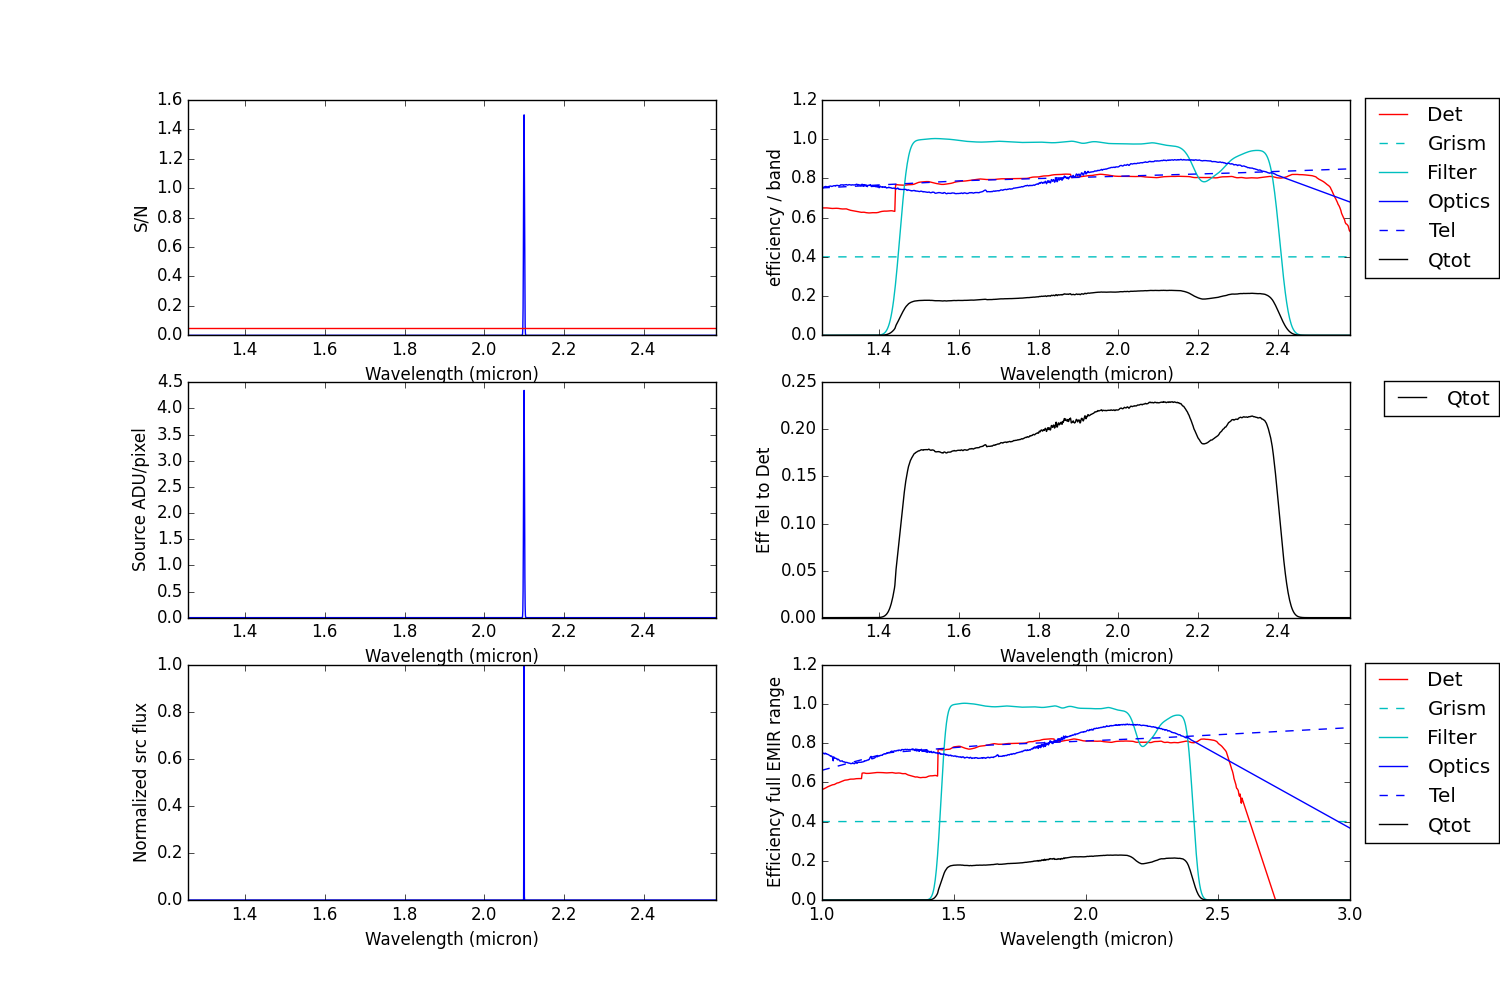 1.6
1.4
1.2
1.0
0.8
0.6
0.4
0.2
0.0
S/N
1.4 1.6 1.8 2.0 2.2 2.4
Wavelength (micron)
1.2
1.0
0.8
0.6
0.4
0.2
0.0
efficiency / band
1.4 1.6 1.8 2.0 2.2 2.4
Wavelength (micron)
Det
Grism
Filter
Optics
Tel
Qtot
4.5
4.0
3.5
3.0
2.5
2.0
1.5
1.0
0.5
0.0
Source ADU/pixel
1.4 1.6 1.8 2.0 2.2 2.4
Wavelength (micron)
0.25
0.20
0.15
0.10
0.05
0.00
Eff Tel to Det
1.4 1.6 1.8 2.0 2.2 2.4
Wavelength (micron)
Qtot
1.0
0.8
0.6
0.4
0.2
0.0
Normalized src flux
1.4 1.6 1.8 2.0 2.2 2.4
Wavelength (micron)
1.2
1.0
0.8
0.6
0.4
0.2
0.0
Efficiency full EMIR range
1.0 1.5 2.0 2.5 3.0
Wavelength (micron)
Det
Grism
Filter
Optics
Tel
Qtot